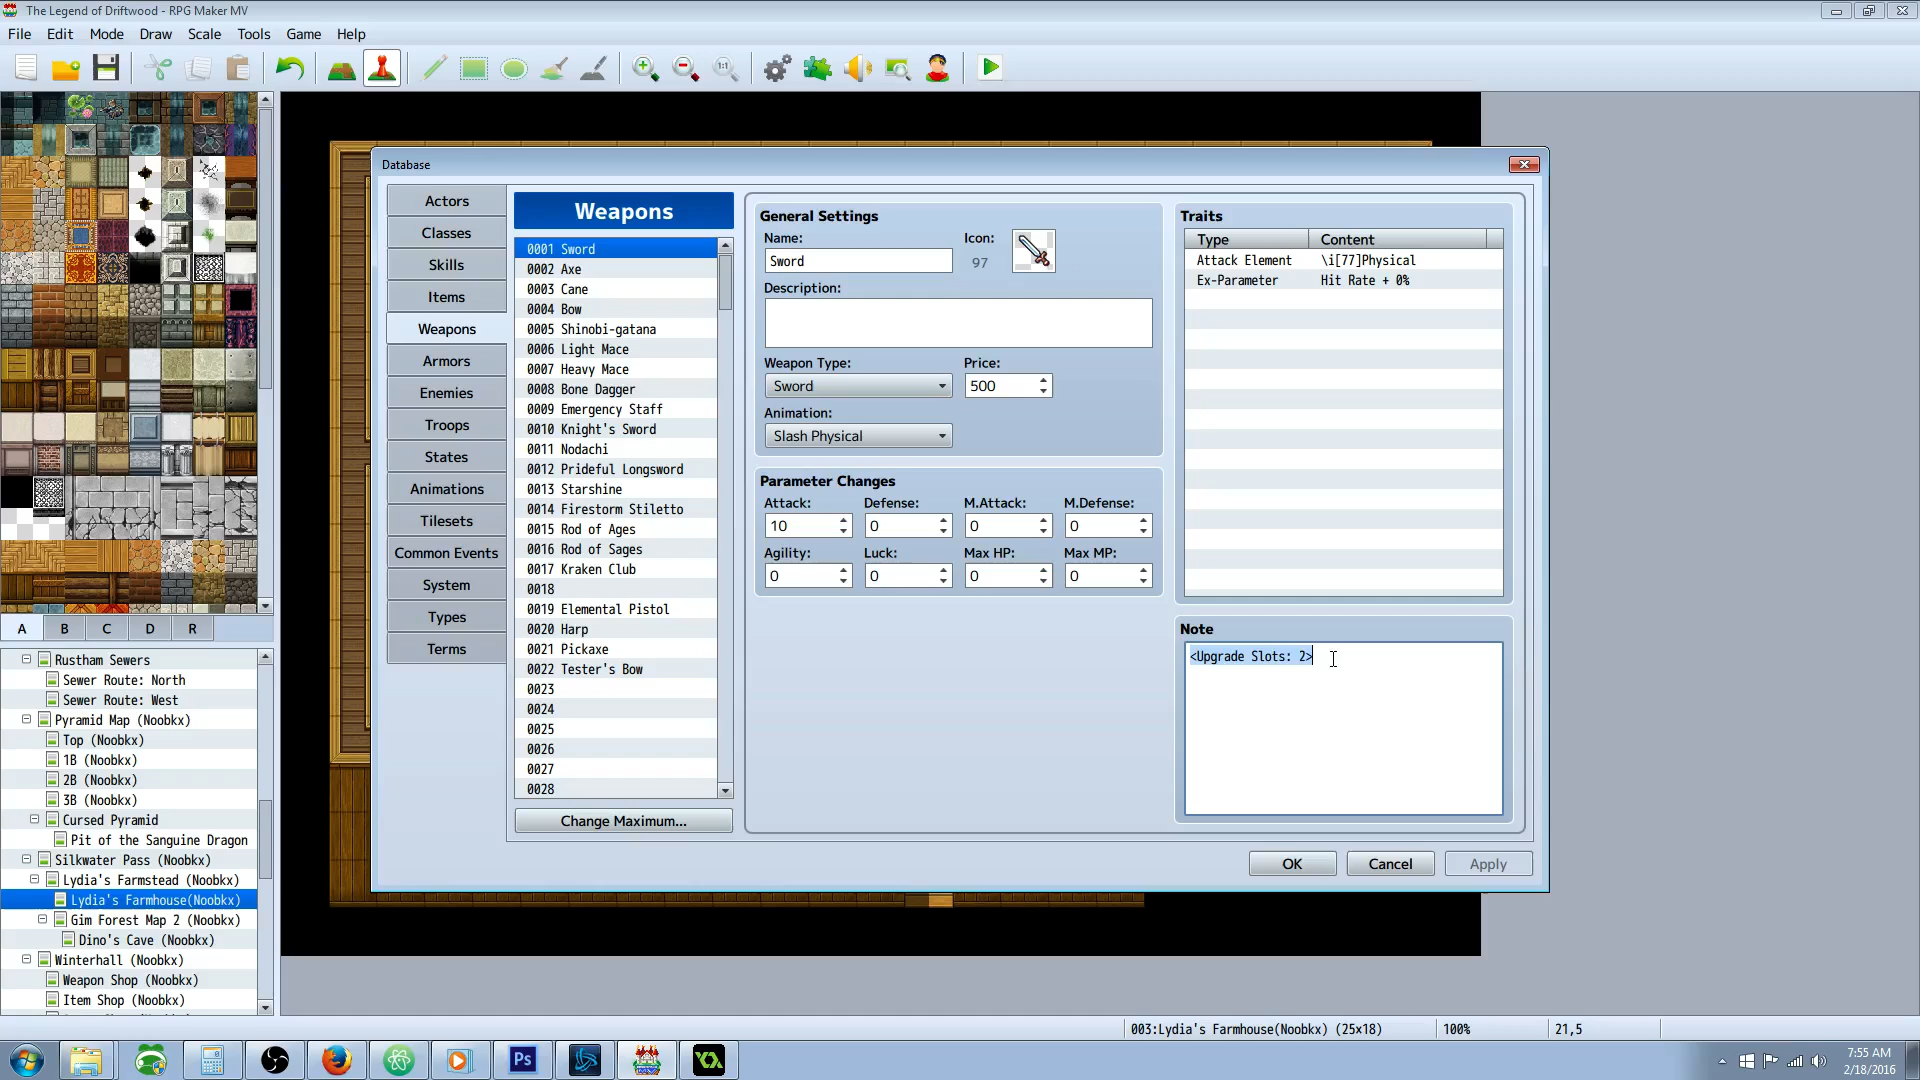 The Legend of Driftwood - RPG Maker MV
File Edit Mode Draw Scale Tools Game Help
1:1
A B C D R
Rustham Sewers
Sewer Route: North
Sewer Route: West
Pyramid Map (Noobkx)
Top (Noobkx)
1B (Noobkx)
2B (Noobkx)
3B (Noobkx)
Cursed Pyramid
Pit of the Sanguine Dragon
Silkwater Pass (Noobkx)
Lydia's Farmstead (Noobkx)
Lydia's Farmhouse(Noobkx)
Gim Forest Map 2 (Noobkx)
Dino's Cave (Noobkx)
Winterhall (Noobkx)
Weapon Shop (Noobkx)
Item Shop (Noobkx)
Database
Actors
Classes
Skills
Items
Weapons
Armors
Enemies
Troops
States
Animations
Tilesets
Common Events
System
Types
Terms
Weapons
0001 Sword
0002 Axe
0003 Cane
0004 Bow
0005 Shinobi-gatana
0006 Light Mace
0007 Heavy Mace
0008 Bone Dagger
0009 Emergency Staff
0010 Knight's Sword
0011 Nodachi
0012 Prideful Longsword
0013 Starshine
0014 Firestorm Stiletto
0015 Rod of Ages
0016 Rod of Sages
0017 Kraken Club
0018
0019 Elemental Pistol
0020 Harp
0021 Pickaxe
0022 Tester's Bow
0023
0024
0025
0026
0027
0028
Change Maximum...
General Settings
Name: Icon:
Sword 97
Description:
Weapon Type: Price:
Sword 500
Animation:
Slash Physical
Parameter Changes
Attack: Defense: M.Attack: M.Defense:
10 0 0 0
Agility: Luck: Max HP: Max MP:
0 0 0 0
Traits
Type Content
Attack Element \i[77]Physical
Ex-Parameter Hit Rate + 0%
Note
<Upgrade Slots: 2>
OK Cancel Apply
003:Lydia's Farmhouse(Noobkx) (25x18) 100% 21,5
Ps
7:55 AM
2/18/2016